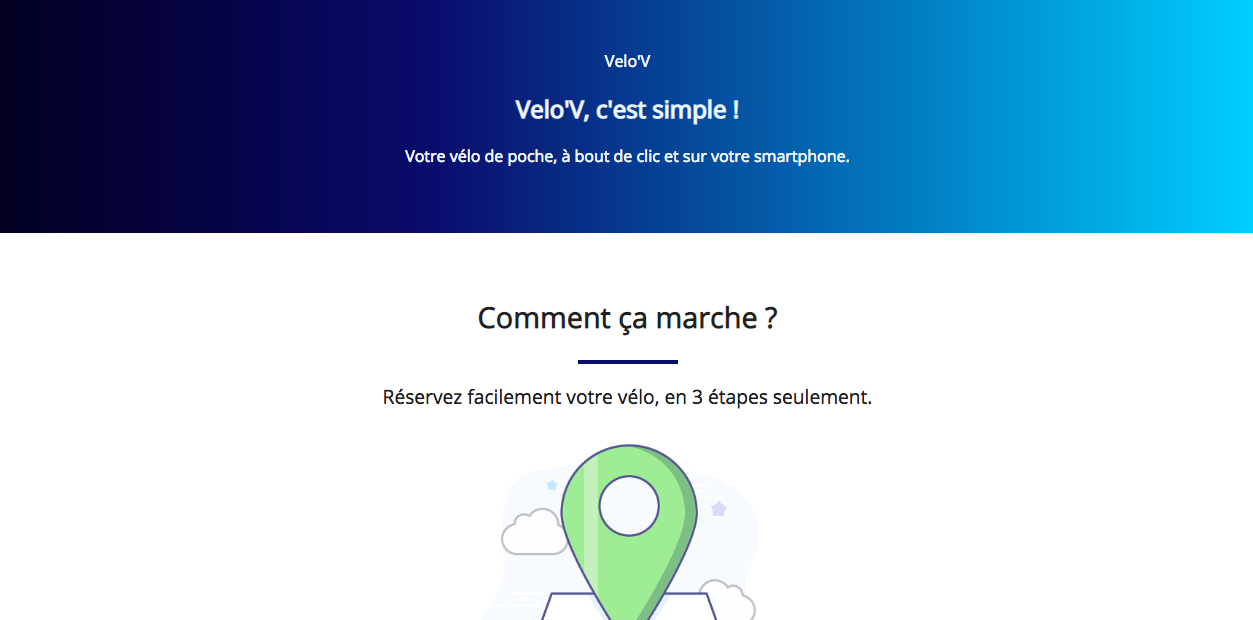 Velo'V
Velo'V, c'est simple !
Votre vélo de poche, à bout de clic et sur votre smartphone.
Comment ça marche ?
Réservez facilement votre vélo, en 3 étapes seulement.